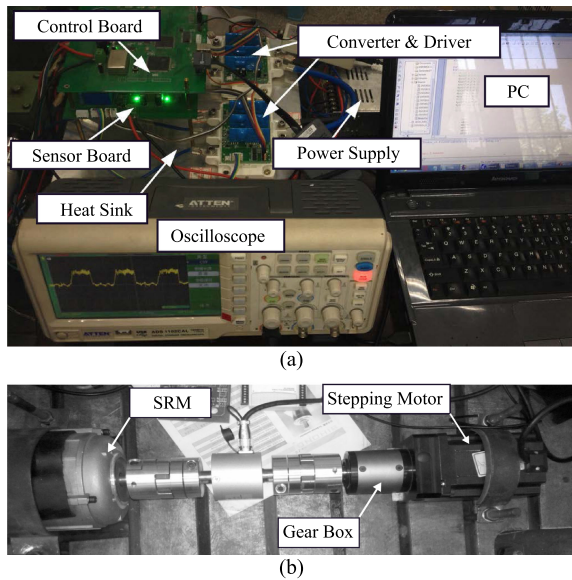 Control Board
Converter & Driver
PC
Sensor Board
Power Supply
Heat Sink
ATTEN
Oscilloscope
ATTEN
(a)
SRM
Stepping Motor
Gear Box
(b)